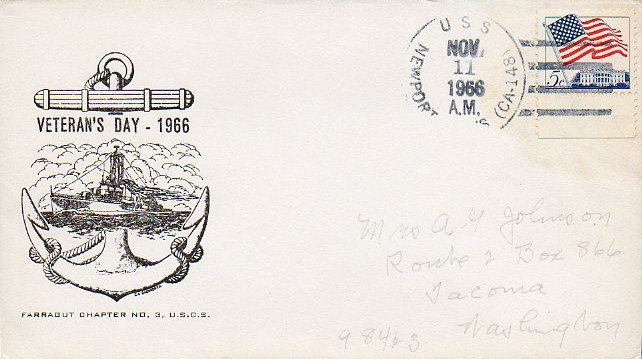 VETERAN'S DAY - 1966
FARRAGUT CHAPTER NO. 3, U.S.C.S.
USS
NEWPORT
(CA-148)
NOV.
11
1966
A.M.
5c
Mrs A G Johnson
Route 2 Box 866
Tacoma
Washington
98423